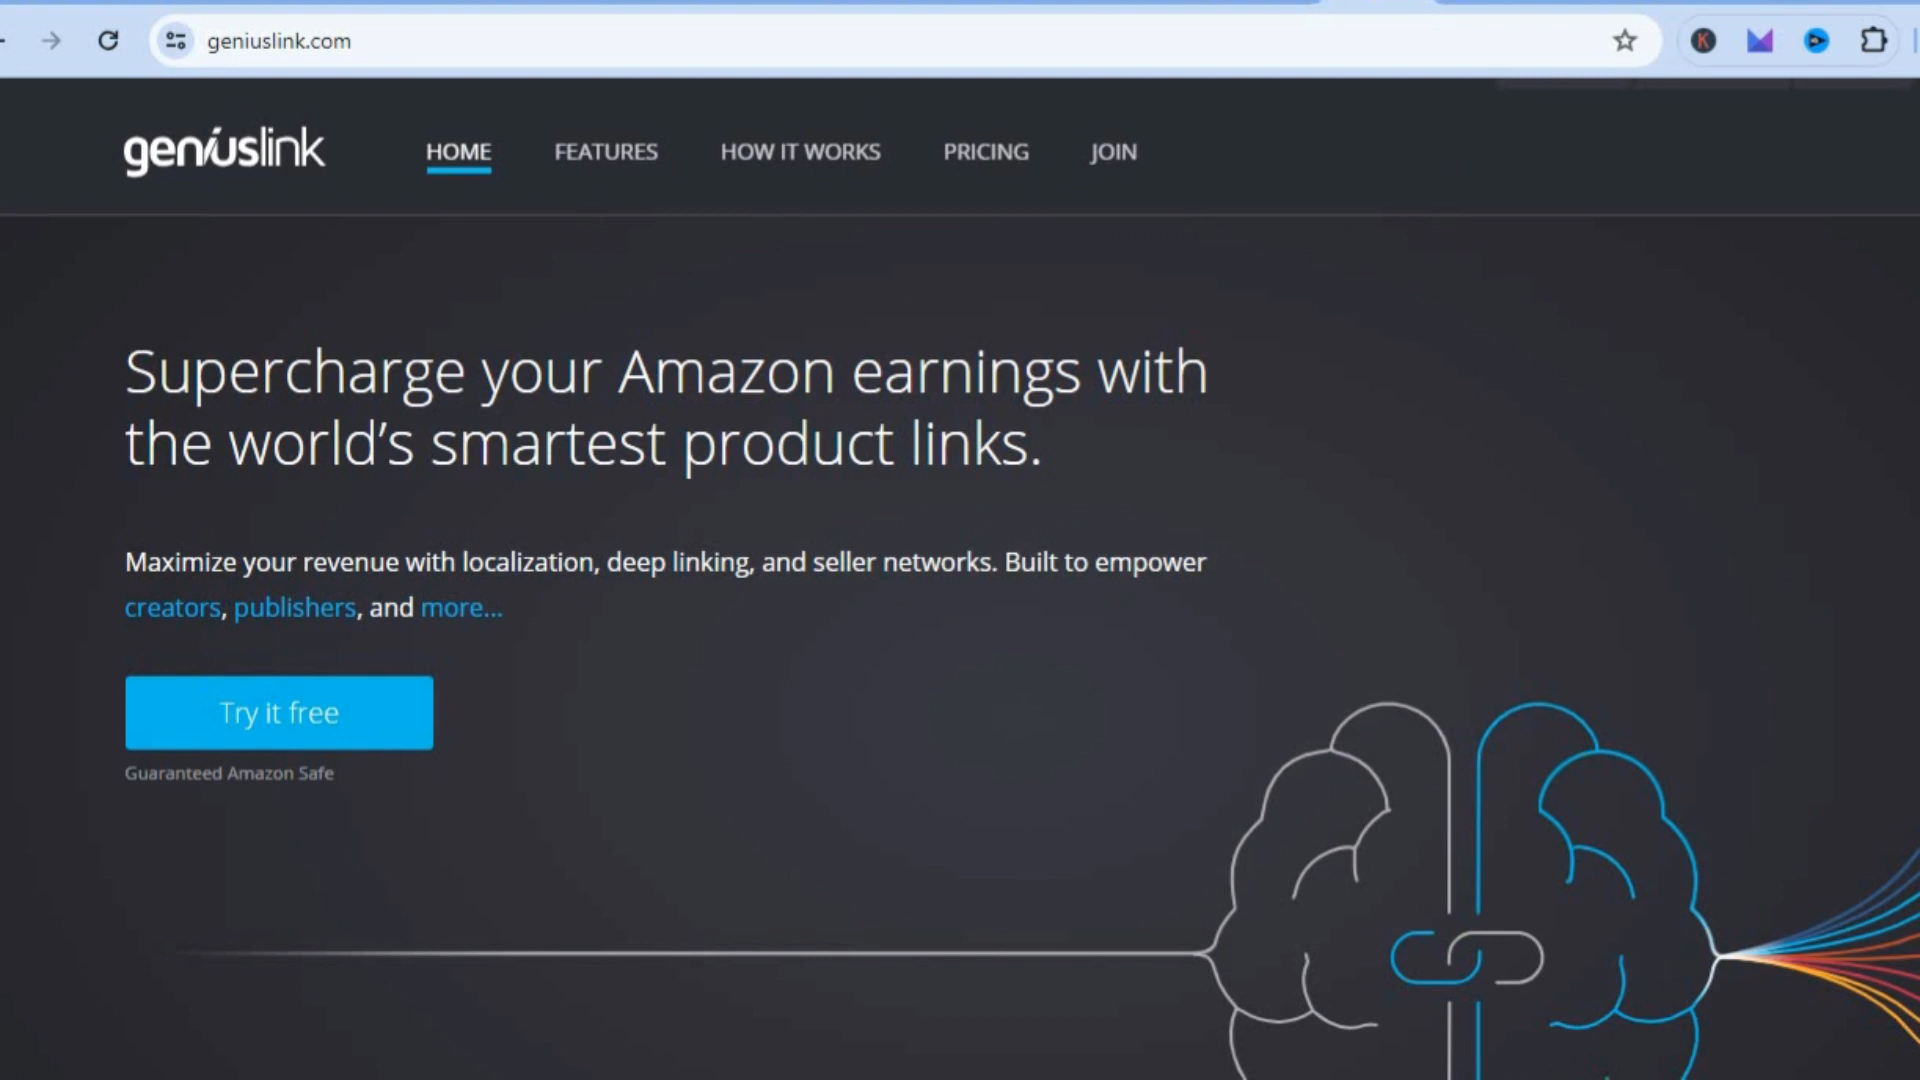 geniuslink.com
geniuslink
HOME
FEATURES
HOW IT WORKS
PRICING
JOIN
Supercharge your Amazon earnings with
the world’s smartest product links.
Maximize your revenue with localization, deep linking, and seller networks. Built to empower
creators, publishers, and more...
Try it free
Guaranteed Amazon Safe